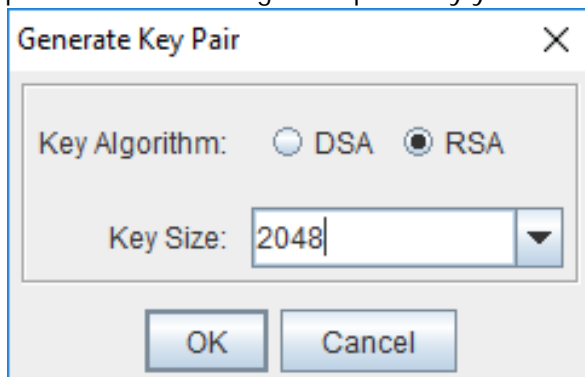 Generate Key Pair
Key Algorithm: DSA RSA
Key Size: 2048
OK Cancel